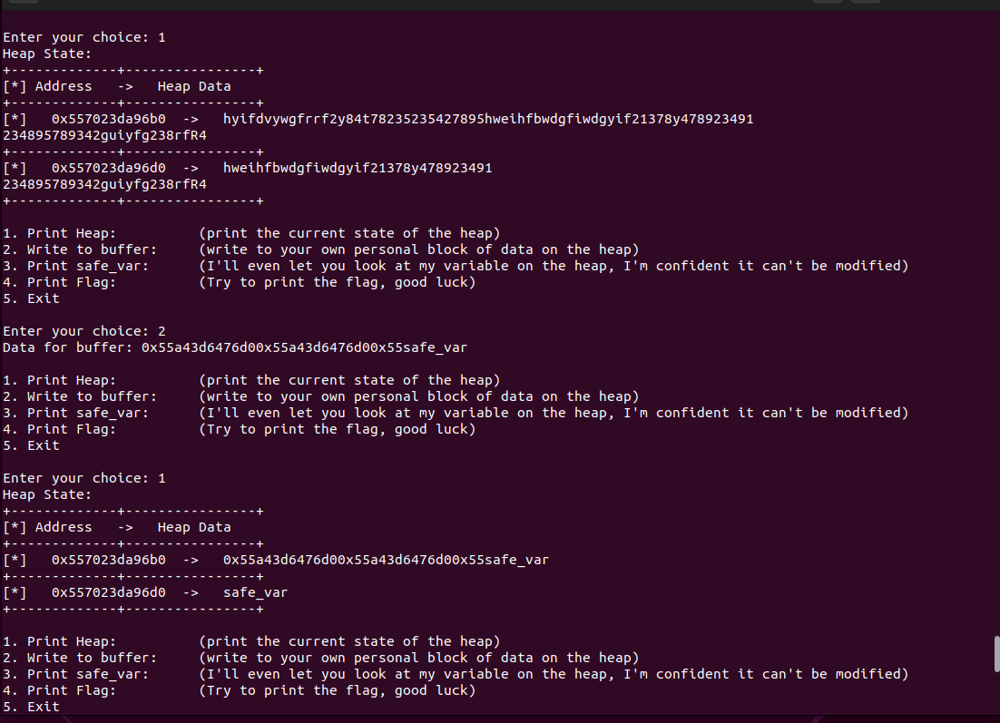 Enter your choice: 1
Heap State:
+-------------+----------------+
[*] Address   ->   Heap Data
+-------------+----------------+
[*]   0x557023da96b0  ->   hyifdvywgfrrf2y84t78235235427895hweihfbwdgfiwdgyif21378y478923491
234895789342guiyfg238rfR4
+-------------+----------------+
[*]   0x557023da96d0  ->   hweihfbwdgfiwdgyif21378y478923491
234895789342guiyfg238rfR4
+-------------+----------------+
1. Print Heap:          (print the current state of the heap)
2. Write to buffer:     (write to your own personal block of data on the heap)
3. Print safe_var:      (I'll even let you look at my variable on the heap, I'm confident it can't be modified)
4. Print Flag:          (Try to print the flag, good luck)
5. Exit
Enter your choice: 2
Data for buffer: 0x55a43d6476d00x55a43d6476d00x55safe_var
1. Print Heap:          (print the current state of the heap)
2. Write to buffer:     (write to your own personal block of data on the heap)
3. Print safe_var:      (I'll even let you look at my variable on the heap, I'm confident it can't be modified)
4. Print Flag:          (Try to print the flag, good luck)
5. Exit
Enter your choice: 1
Heap State:
+-------------+----------------+
[*] Address   ->   Heap Data
+-------------+----------------+
[*]   0x557023da96b0  ->   0x55a43d6476d00x55a43d6476d00x55safe_var
+-------------+----------------+
[*]   0x557023da96d0  ->   safe_var
+-------------+----------------+
1. Print Heap:          (print the current state of the heap)
2. Write to buffer:     (write to your own personal block of data on the heap)
3. Print safe_var:      (I'll even let you look at my variable on the heap, I'm confident it can't be modified)
4. Print Flag:          (Try to print the flag, good luck)
5. Exit